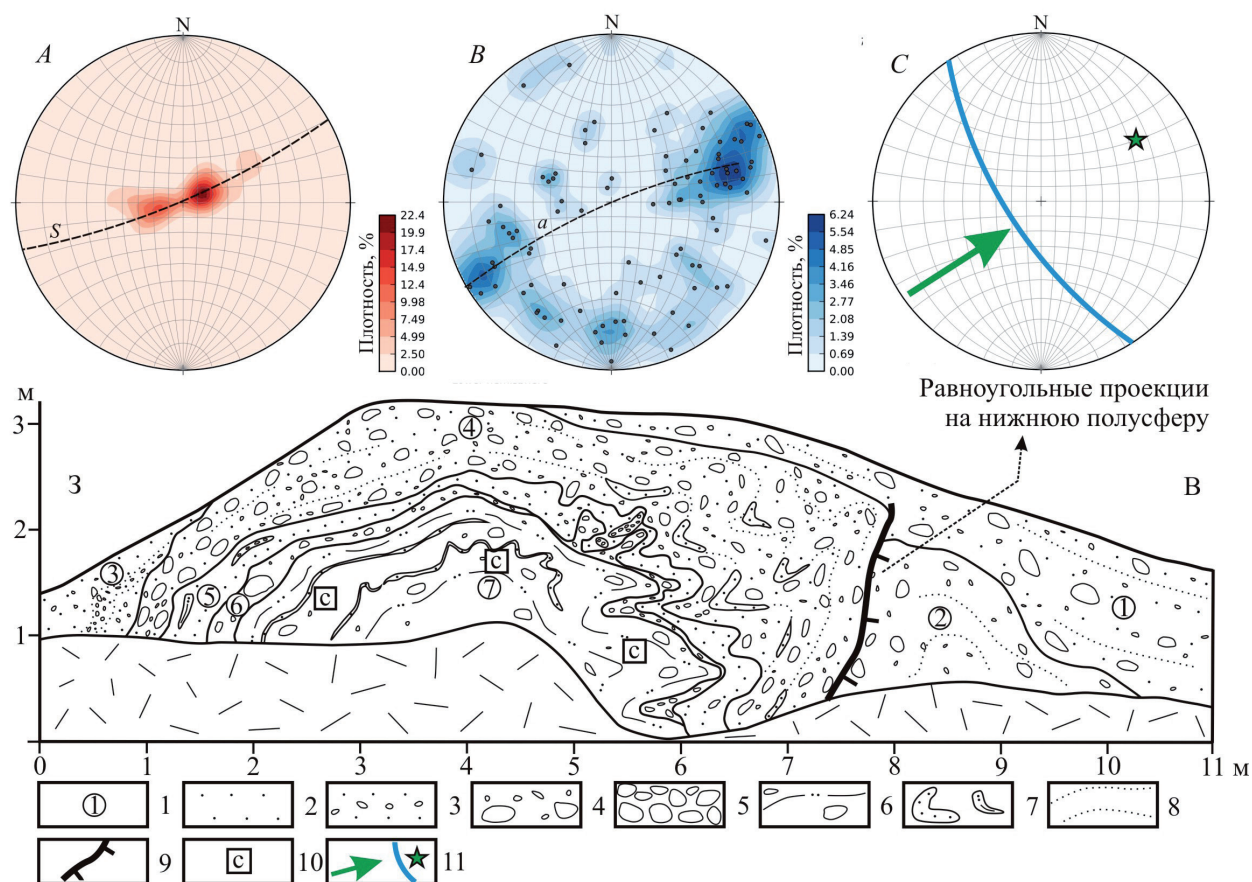 N
N
N
A
B
C
S
a
Плотность, %
22.4
19.9
17.4
14.9
12.4
9.98
7.49
4.99
2.50
0.00
Плотность, %
6.24
5.54
4.85
4.16
3.46
2.77
2.08
1.39
0.69
0.00
Равноугольные проекции
на нижнюю полусферу
м
3
2
1
З
В
④
③
⑤
⑥
⑦
②
①
с
с
с
0 1 2 3 4 5 6 7 8 9 10 11 м
① 1 2 3 4 5 6 7 8
9 с 10 11